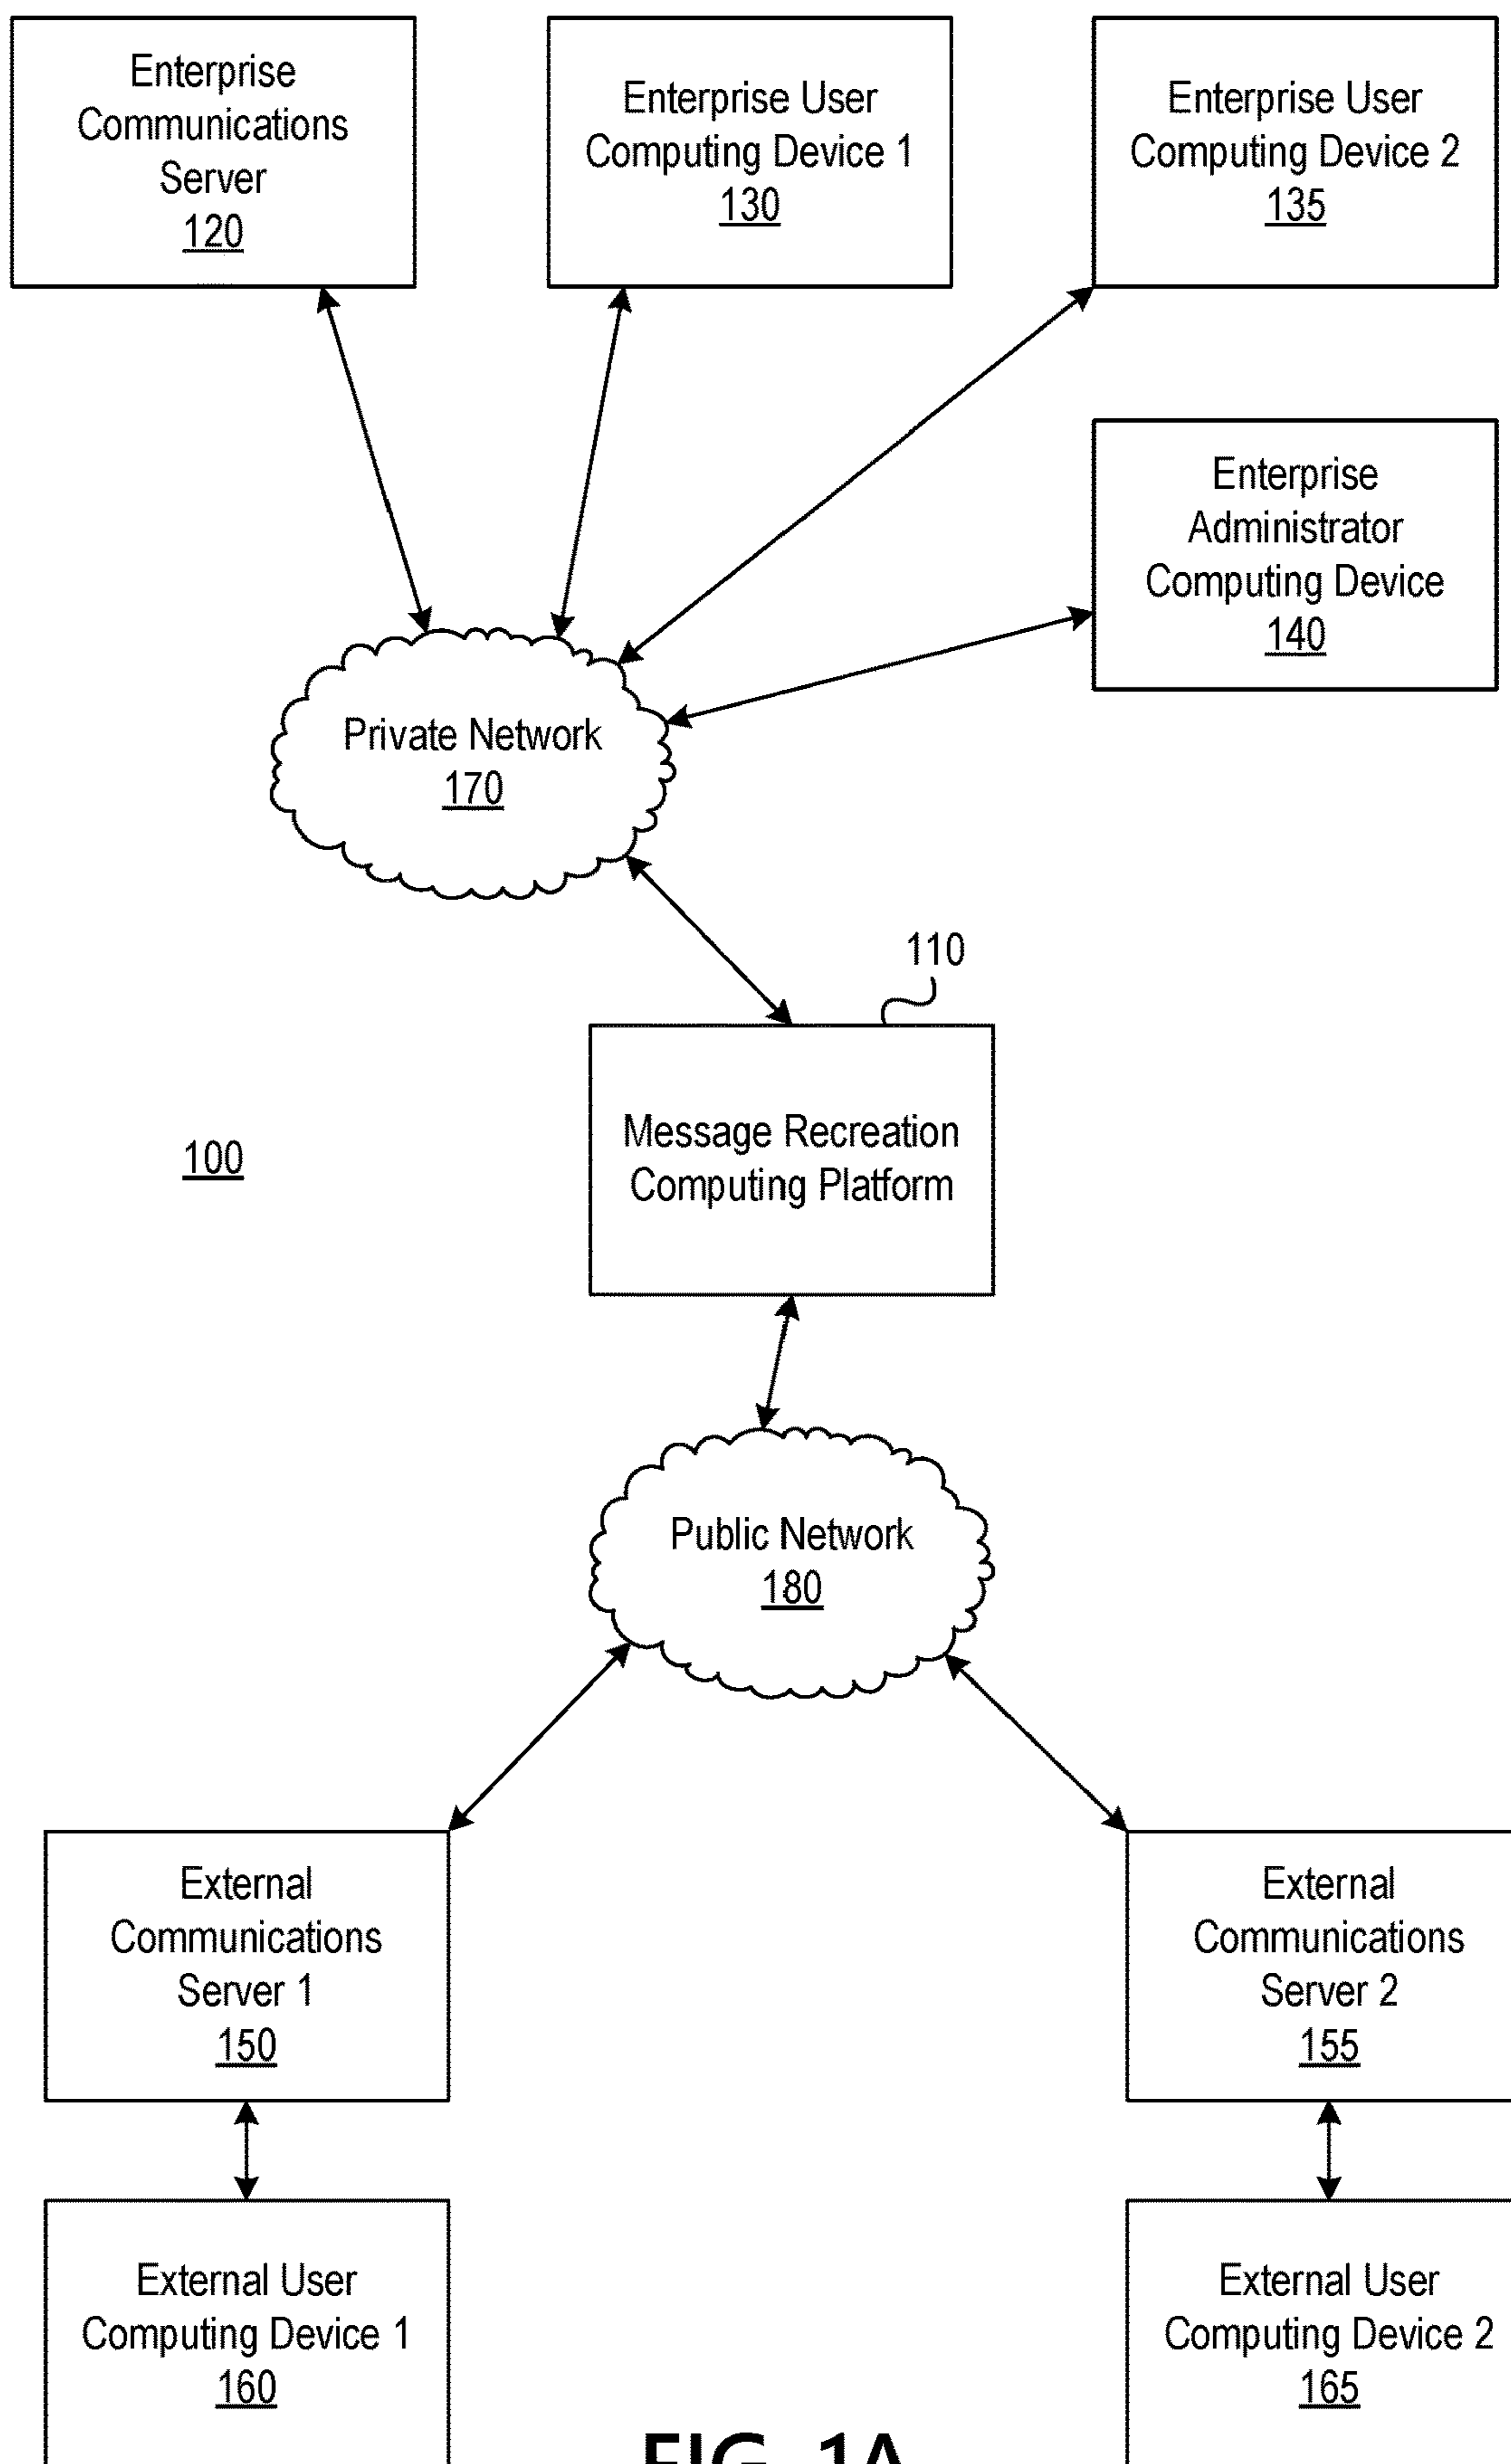 Enterprise
Communications
Server
120
Enterprise User
Computing Device 1
130
Enterprise User
Computing Device 2
135
Enterprise
Administrator
Computing Device
140
Private Network
170
110
Message Recreation
Computing Platform
100
Public Network
180
External
Communications
Server 1
150
External
Communications
Server 2
155
External User
Computing Device 1
160
External User
Computing Device 2
165
FIG. 1A